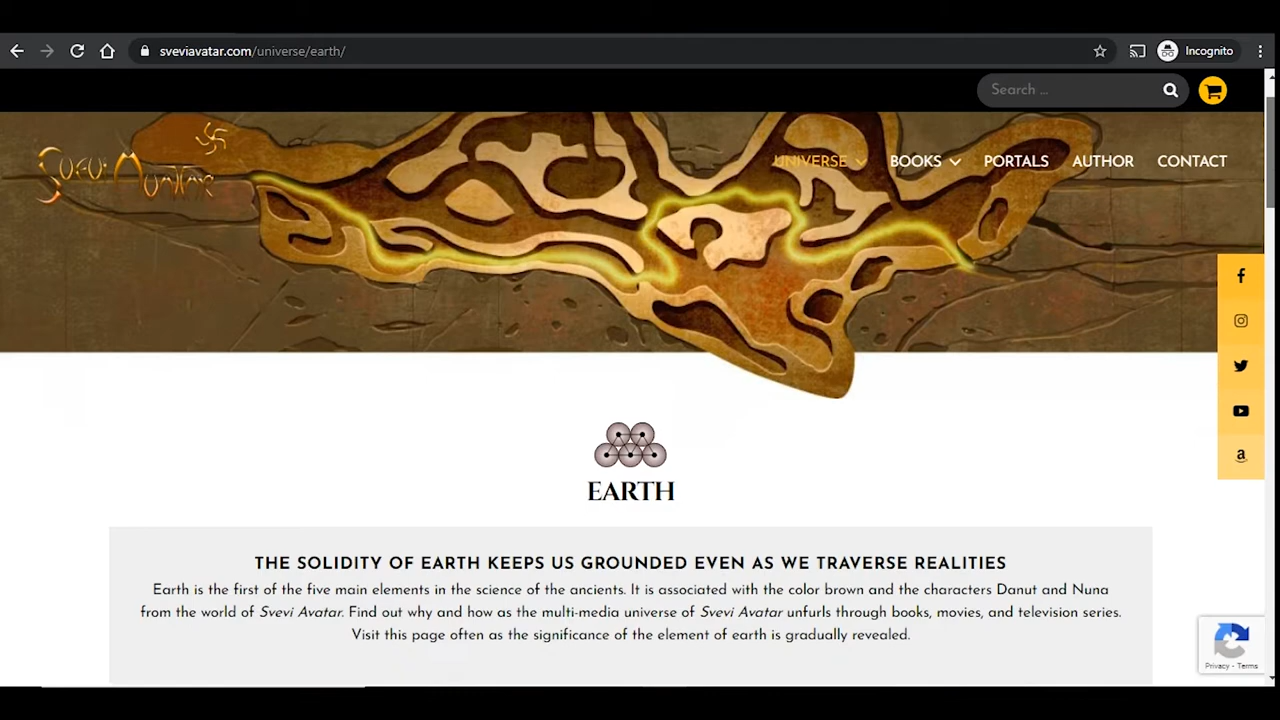 sveviavatar.com/universe/earth/
Incognito
Search ...
Svevi Avatar
UNIVERSE BOOKS PORTALS AUTHOR CONTACT
EARTH
THE SOLIDITY OF EARTH KEEPS US GROUNDED EVEN AS WE TRAVERSE REALITIES
Earth is the first of the five main elements in the science of the ancients. It is associated with the color brown and the characters Danut and Nuna
from the world of Svevi Avatar. Find out why and how as the multi-media universe of Svevi Avatar unfurls through books, movies, and television series.
Visit this page often as the significance of the element of earth is gradually revealed.
Privacy - Terms